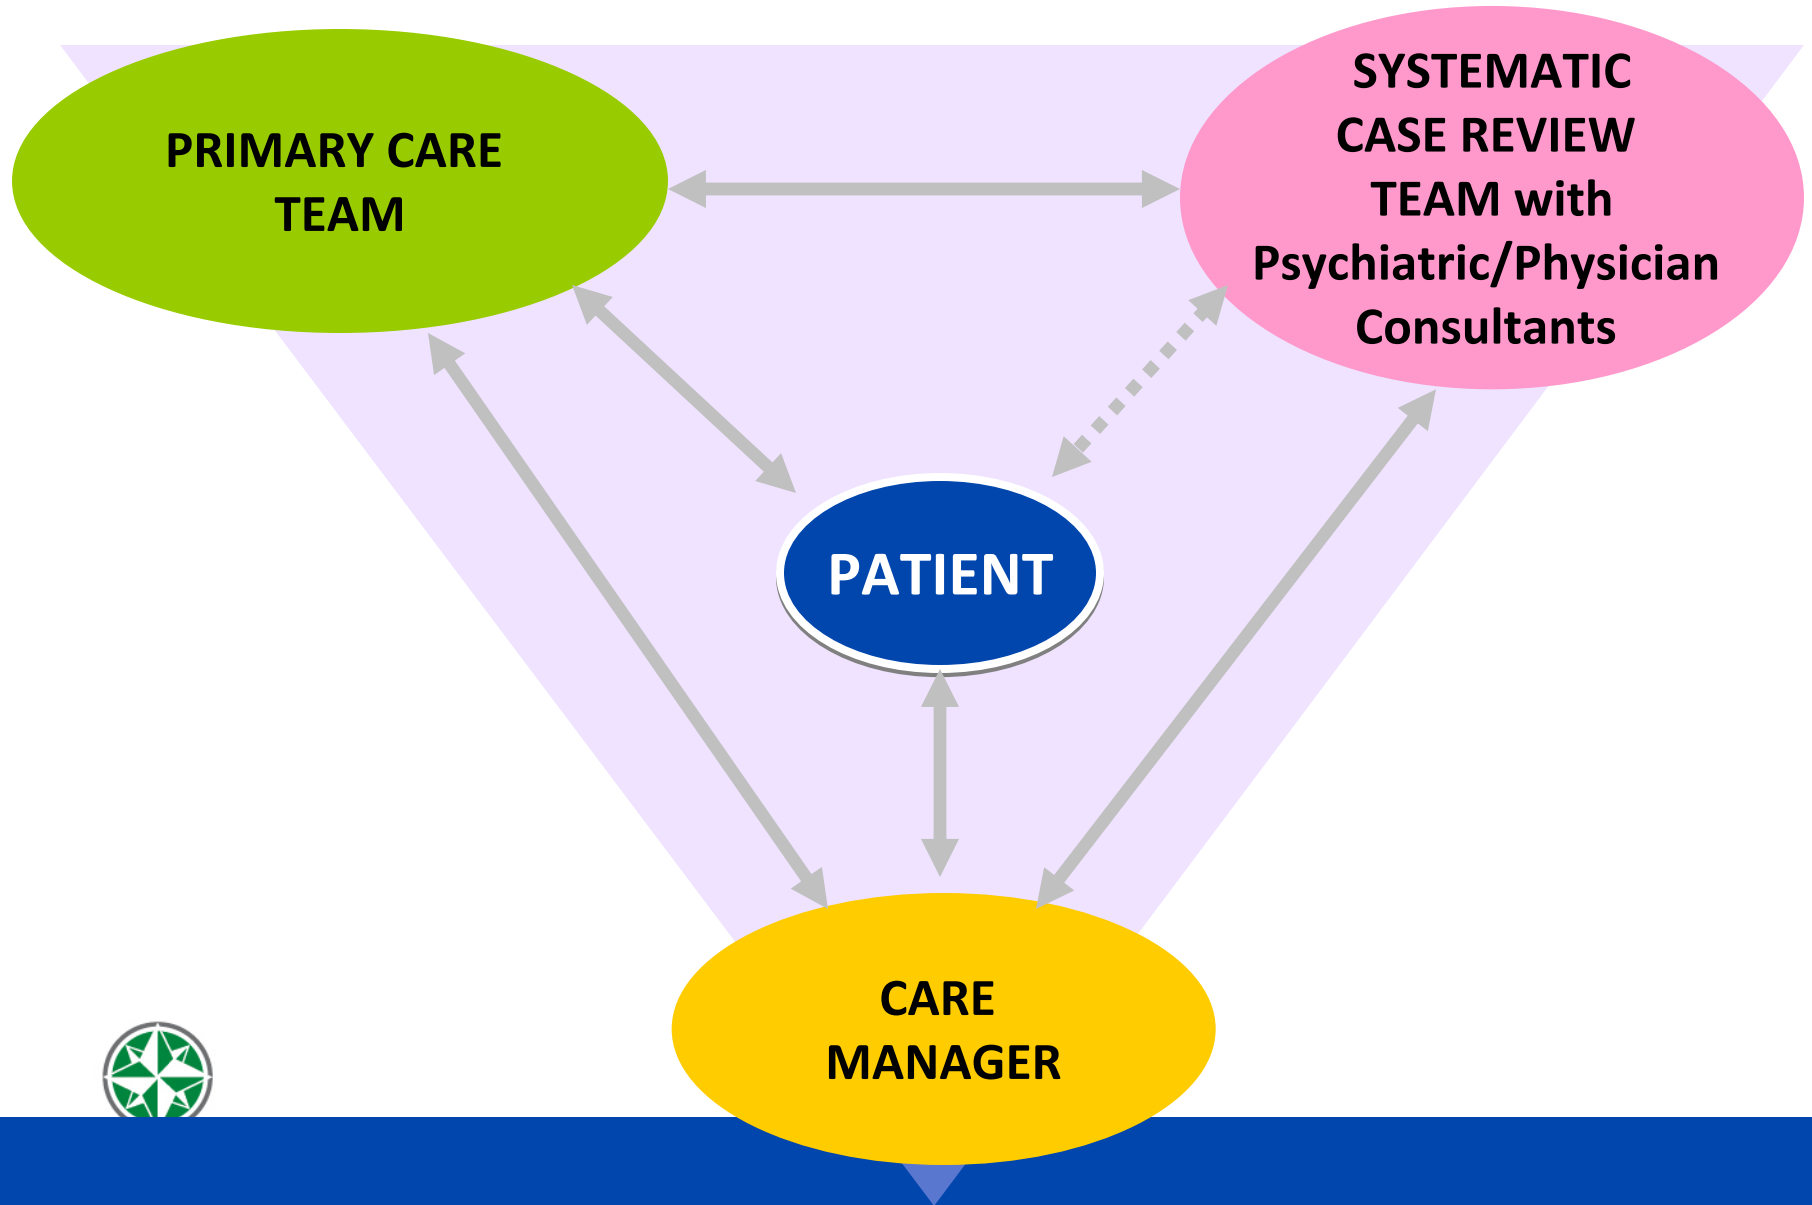 PRIMARY CARE
TEAM
SYSTEMATIC
CASE REVIEW
TEAM with
Psychiatric/Physician
Consultants
PATIENT
CARE
MANAGER